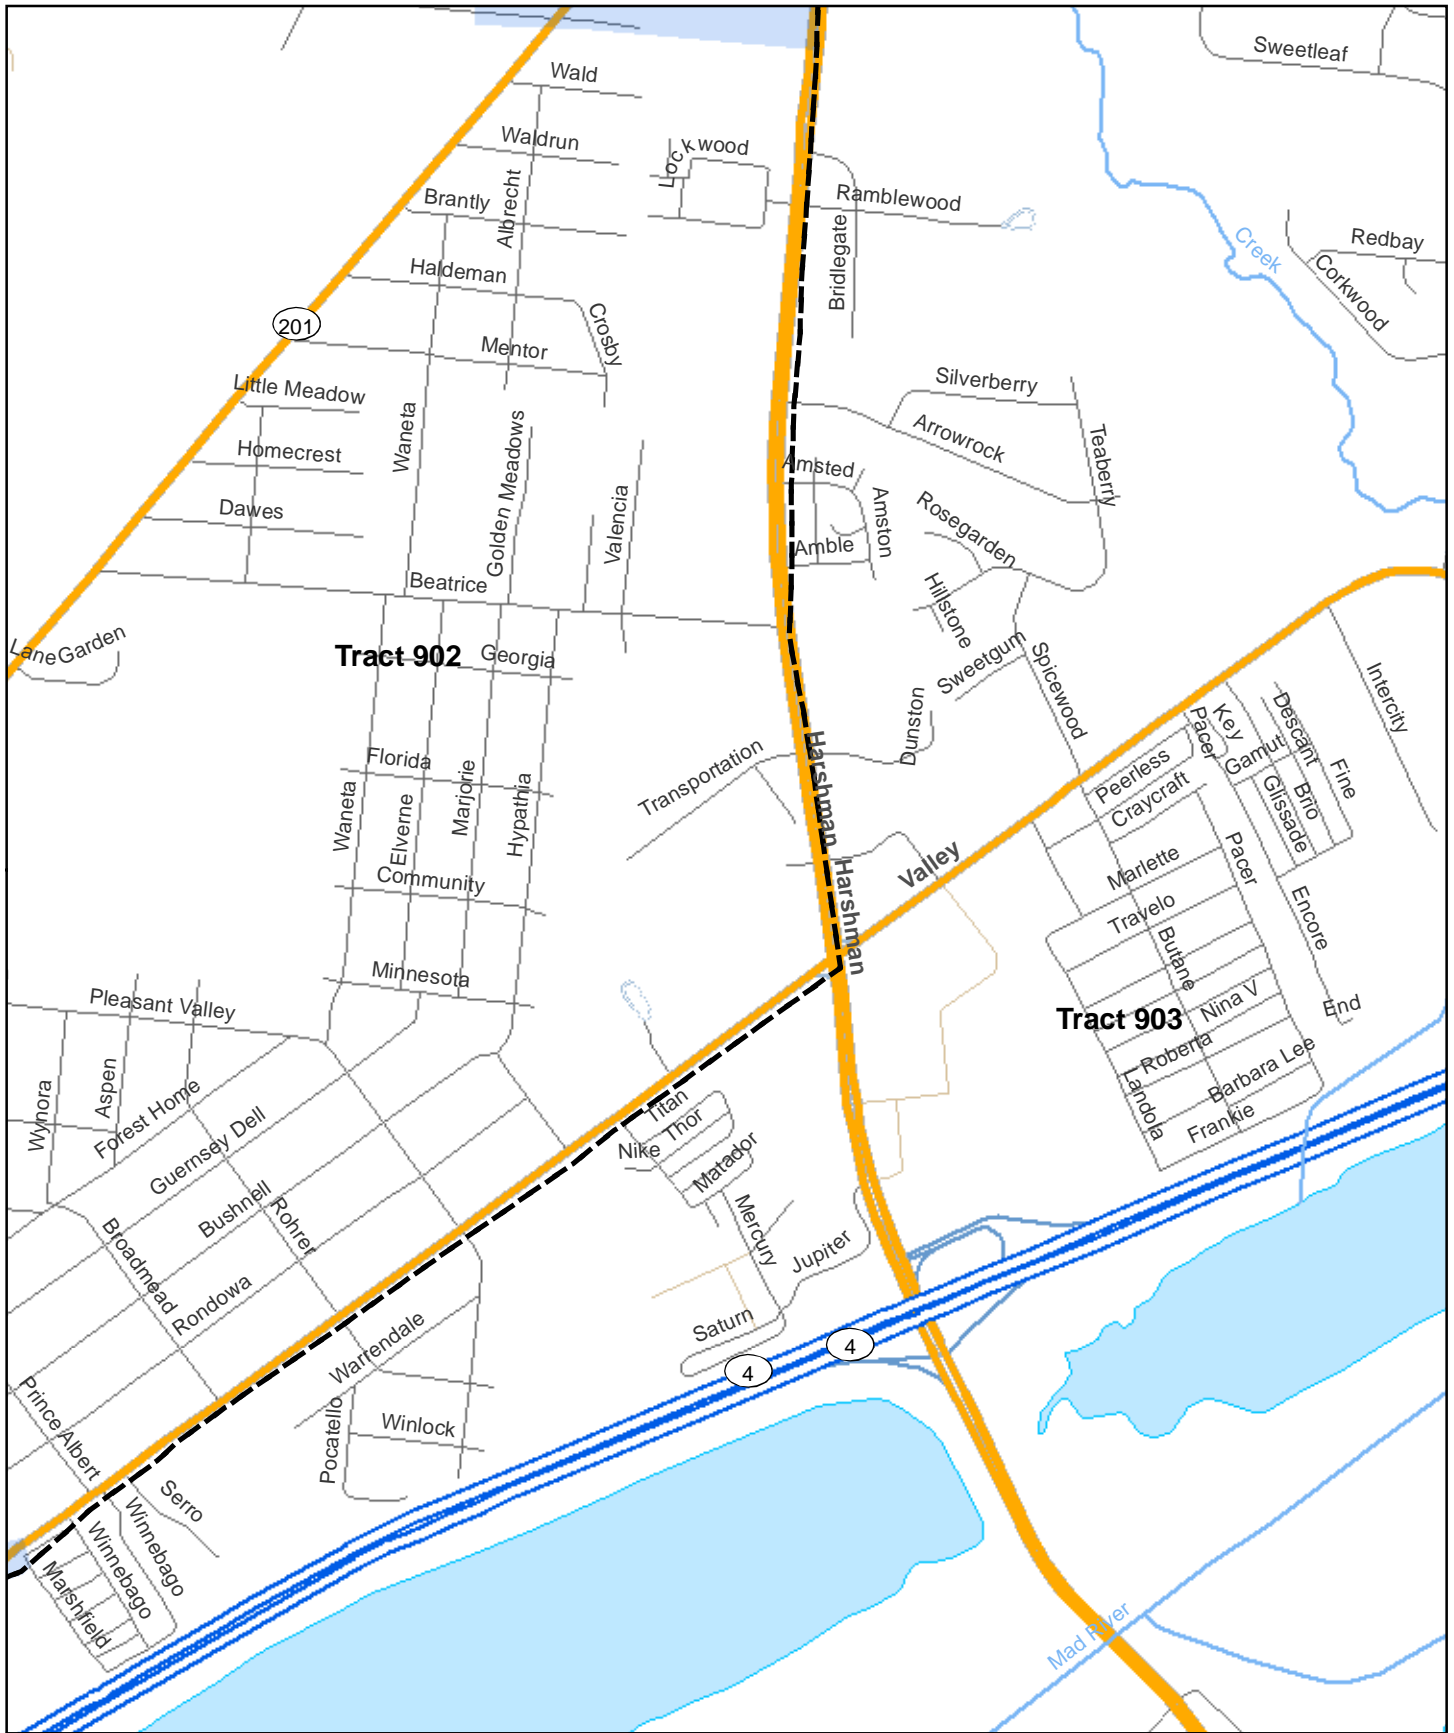 Sweetleaf
Wald
Waldrun
Lockwood
Brantly
Albrecht
Ramblewood
Bridlegate
Creek
Redbay
Corkwood
Haldeman
Crosby
201
Mentor
Little Meadow
Silverberry
Arrowrock
Teaberry
Waneta
Homecrest
Golden Meadows
Amsted
Valencia
Amston
Rosegarden
Dawes
Amble
Beatrice
Hillstone
Lane Garden
Tract 902
Georgia
Sweetgum
Spicewood
Intercity
Dunston
Pacer
Key
Descant
Florida
Transportation
Harshman
Gamut
Peerless
Craycraft
Glissade
Brio
Fine
Waneta
Elverne
Marjorie
Hypathia
Harshman
Valley
Marlette
Pacer
Community
Travelo
Encore
Butane
Minnesota
Pleasant Valley
Nina V
End
Tract 903
Roberta
Barbara Lee
Landola
Frankie
Wynora
Aspen
Forest Home
Guernsey Dell
Titan
Thor
Nike
Matador
Bushnell
Rohrer
Broadmead
Mercury
Jupiter
Rondowa
Saturn
Warrendale
4
4
Prince Albert
Pocatello
Winlock
Serro
Winnebago
Winnebago
Marshfield
Mad River